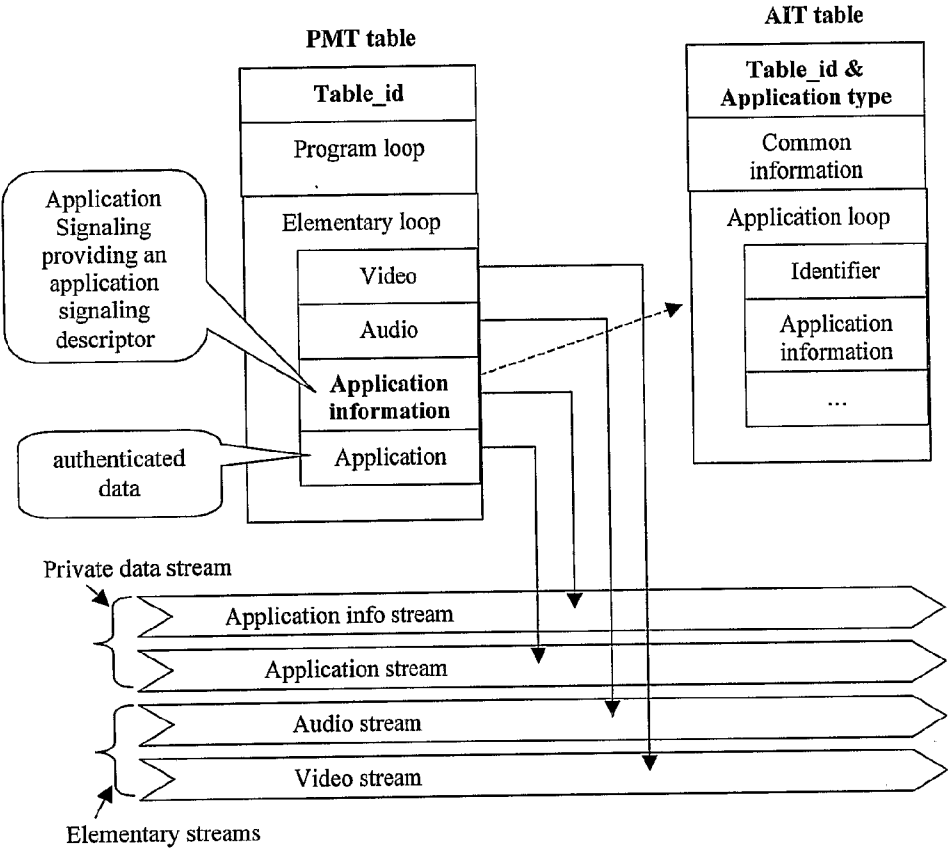 PMT table
Table_id
Program loop
Elementary loop
Video
Audio
Application
information
Application
Application
Signaling
providing an
application
signaling
descriptor
authenticated
data
AIT table
Table_id &
Application type
Common
information
Application loop
Identifier
Application
information
...
Private data stream
Application info stream
Application stream
Audio stream
Video stream
Elementary streams